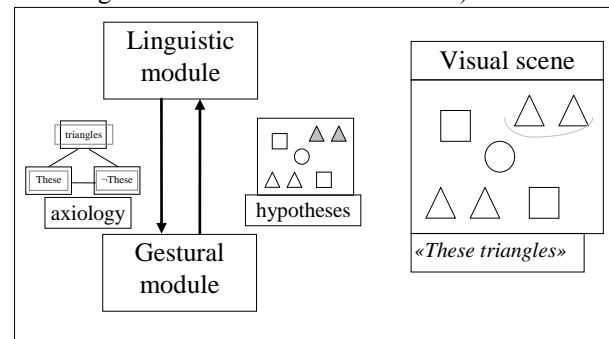 Linguistic
module
triangles
These
¬These
axiology
hypotheses
Gestural
module
Visual scene
«These triangles»